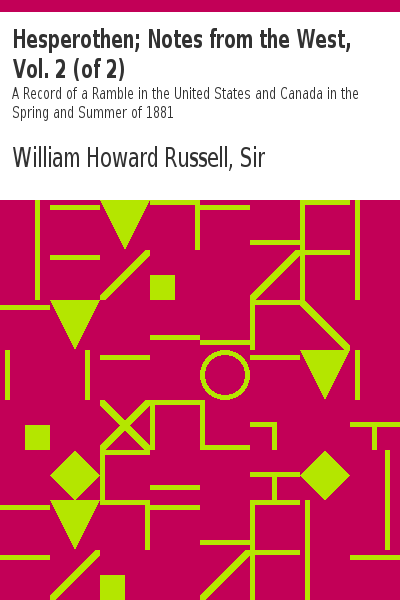 Hesperothen; Notes from the West,
Vol. 2 (of 2)
A Record of a Ramble in the United States and Canada in the
Spring and Summer of 1881
William Howard Russell, Sir